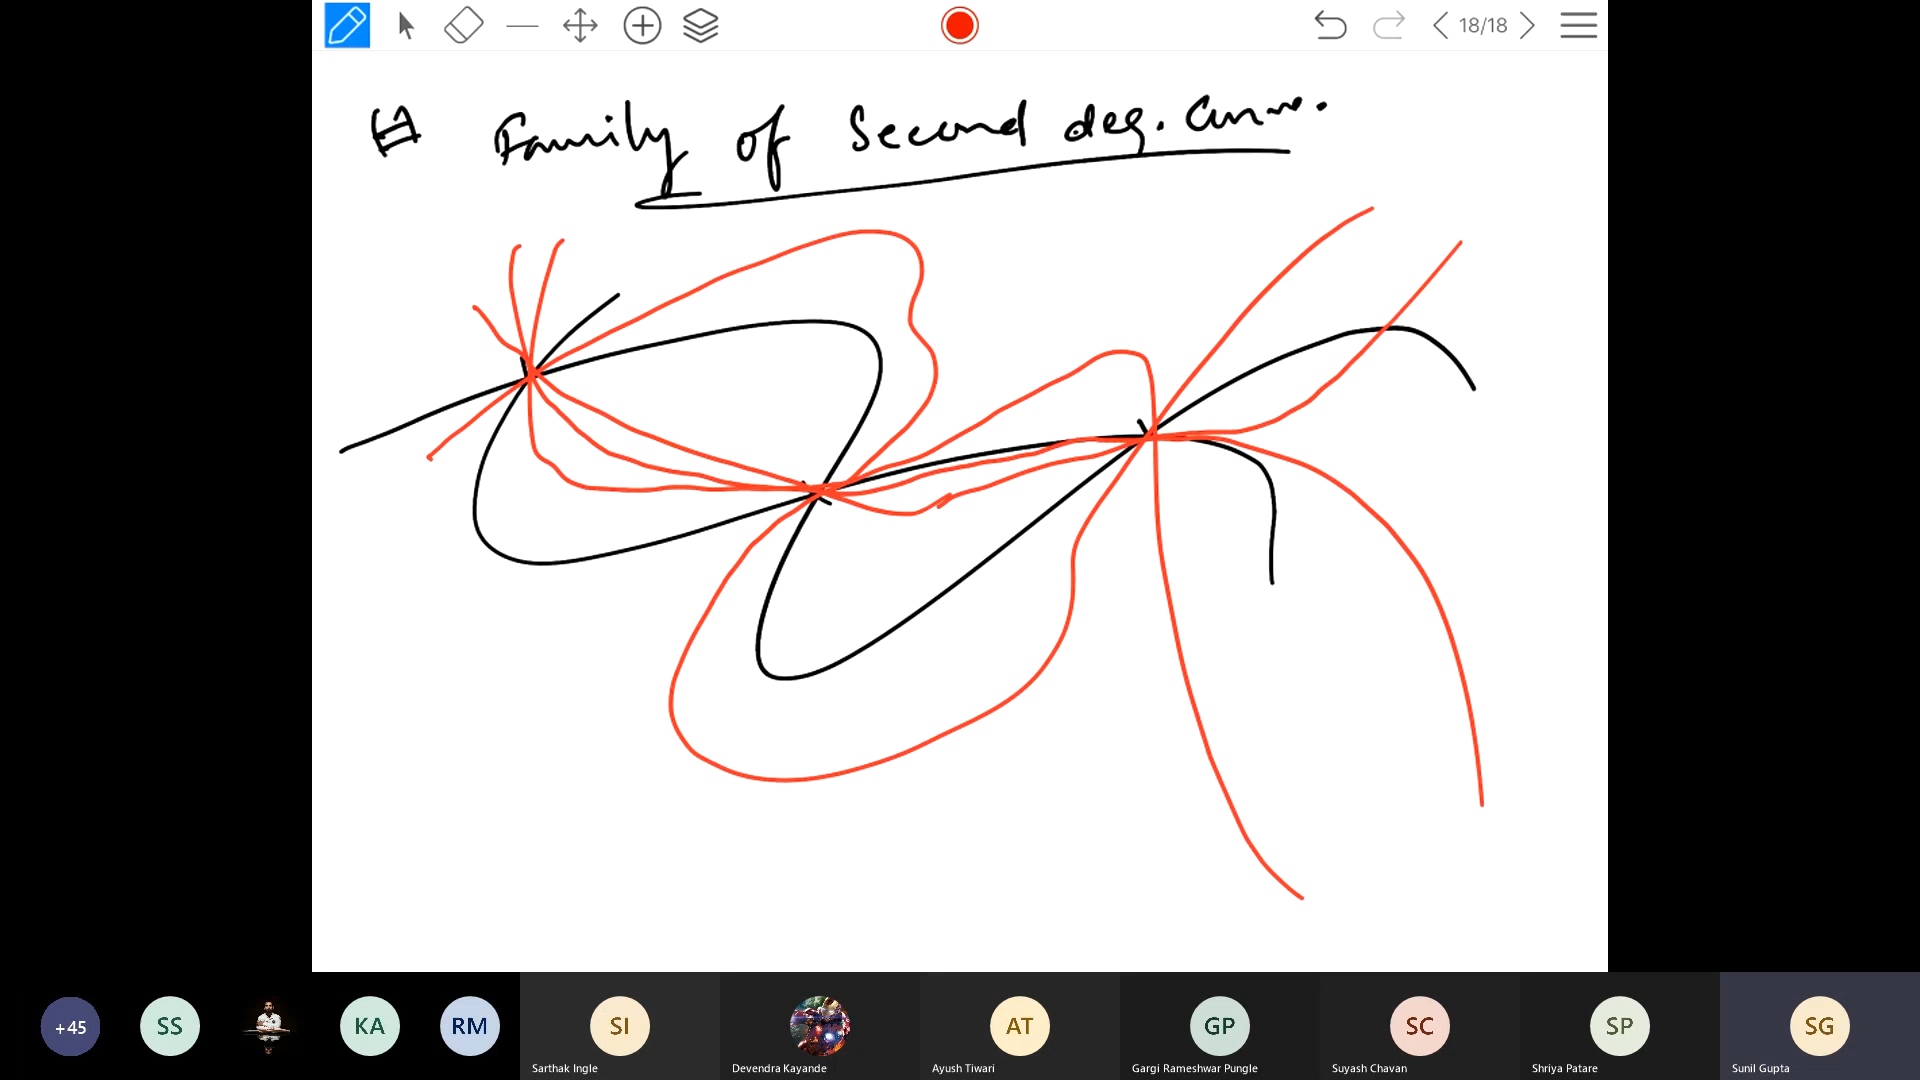 18/18
Family of Second deg. Curve.
+45
SS
KA
RM
SI
AT
GP
SC
SP
SG
Sarthak Ingle
Devendra Kayande
Ayush Tiwari
Gargi Rameshwar Pungle
Suyash Chavan
Shriya Patare
Sunil Gupta